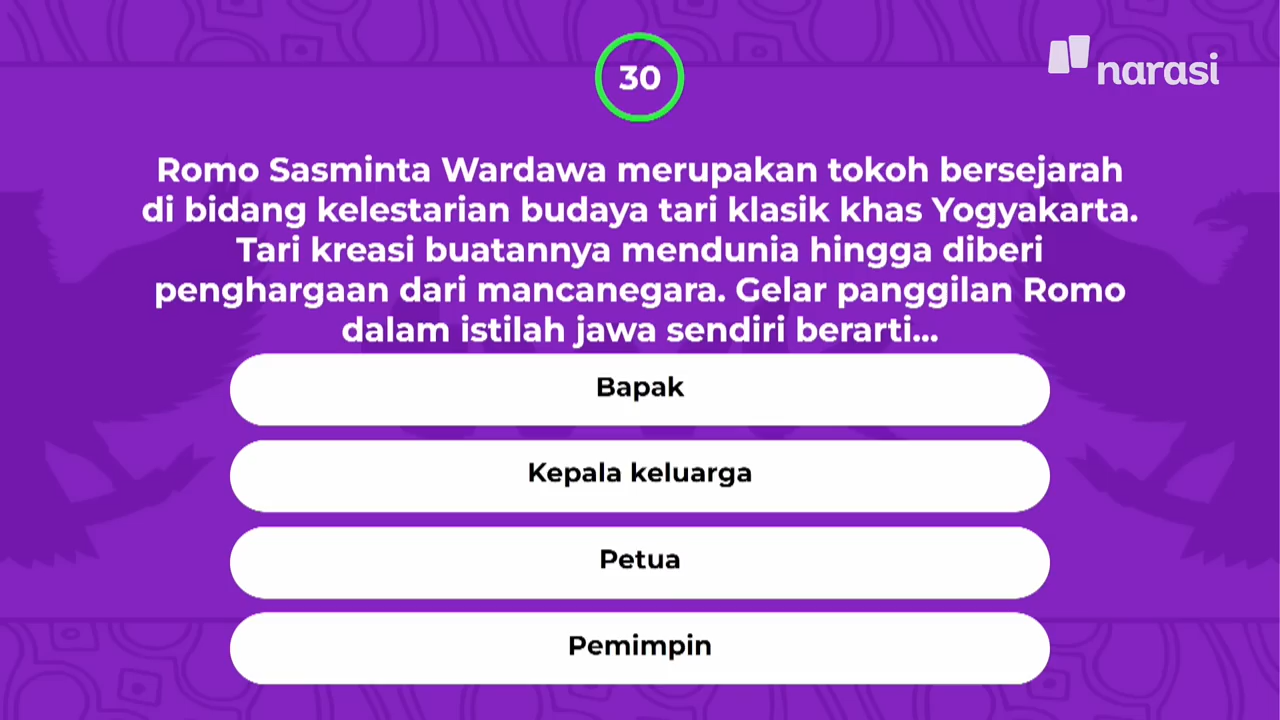 30
narasi
Romo Sasminta Wardawa merupakan tokoh bersejarah
di bidang kelestarian budaya tari klasik khas Yogyakarta.
Tari kreasi buatannya mendunia hingga diberi
penghargaan dari mancanegara. Gelar panggilan Romo
dalam istilah jawa sendiri berarti...
Bapak
Kepala keluarga
Petua
Pemimpin